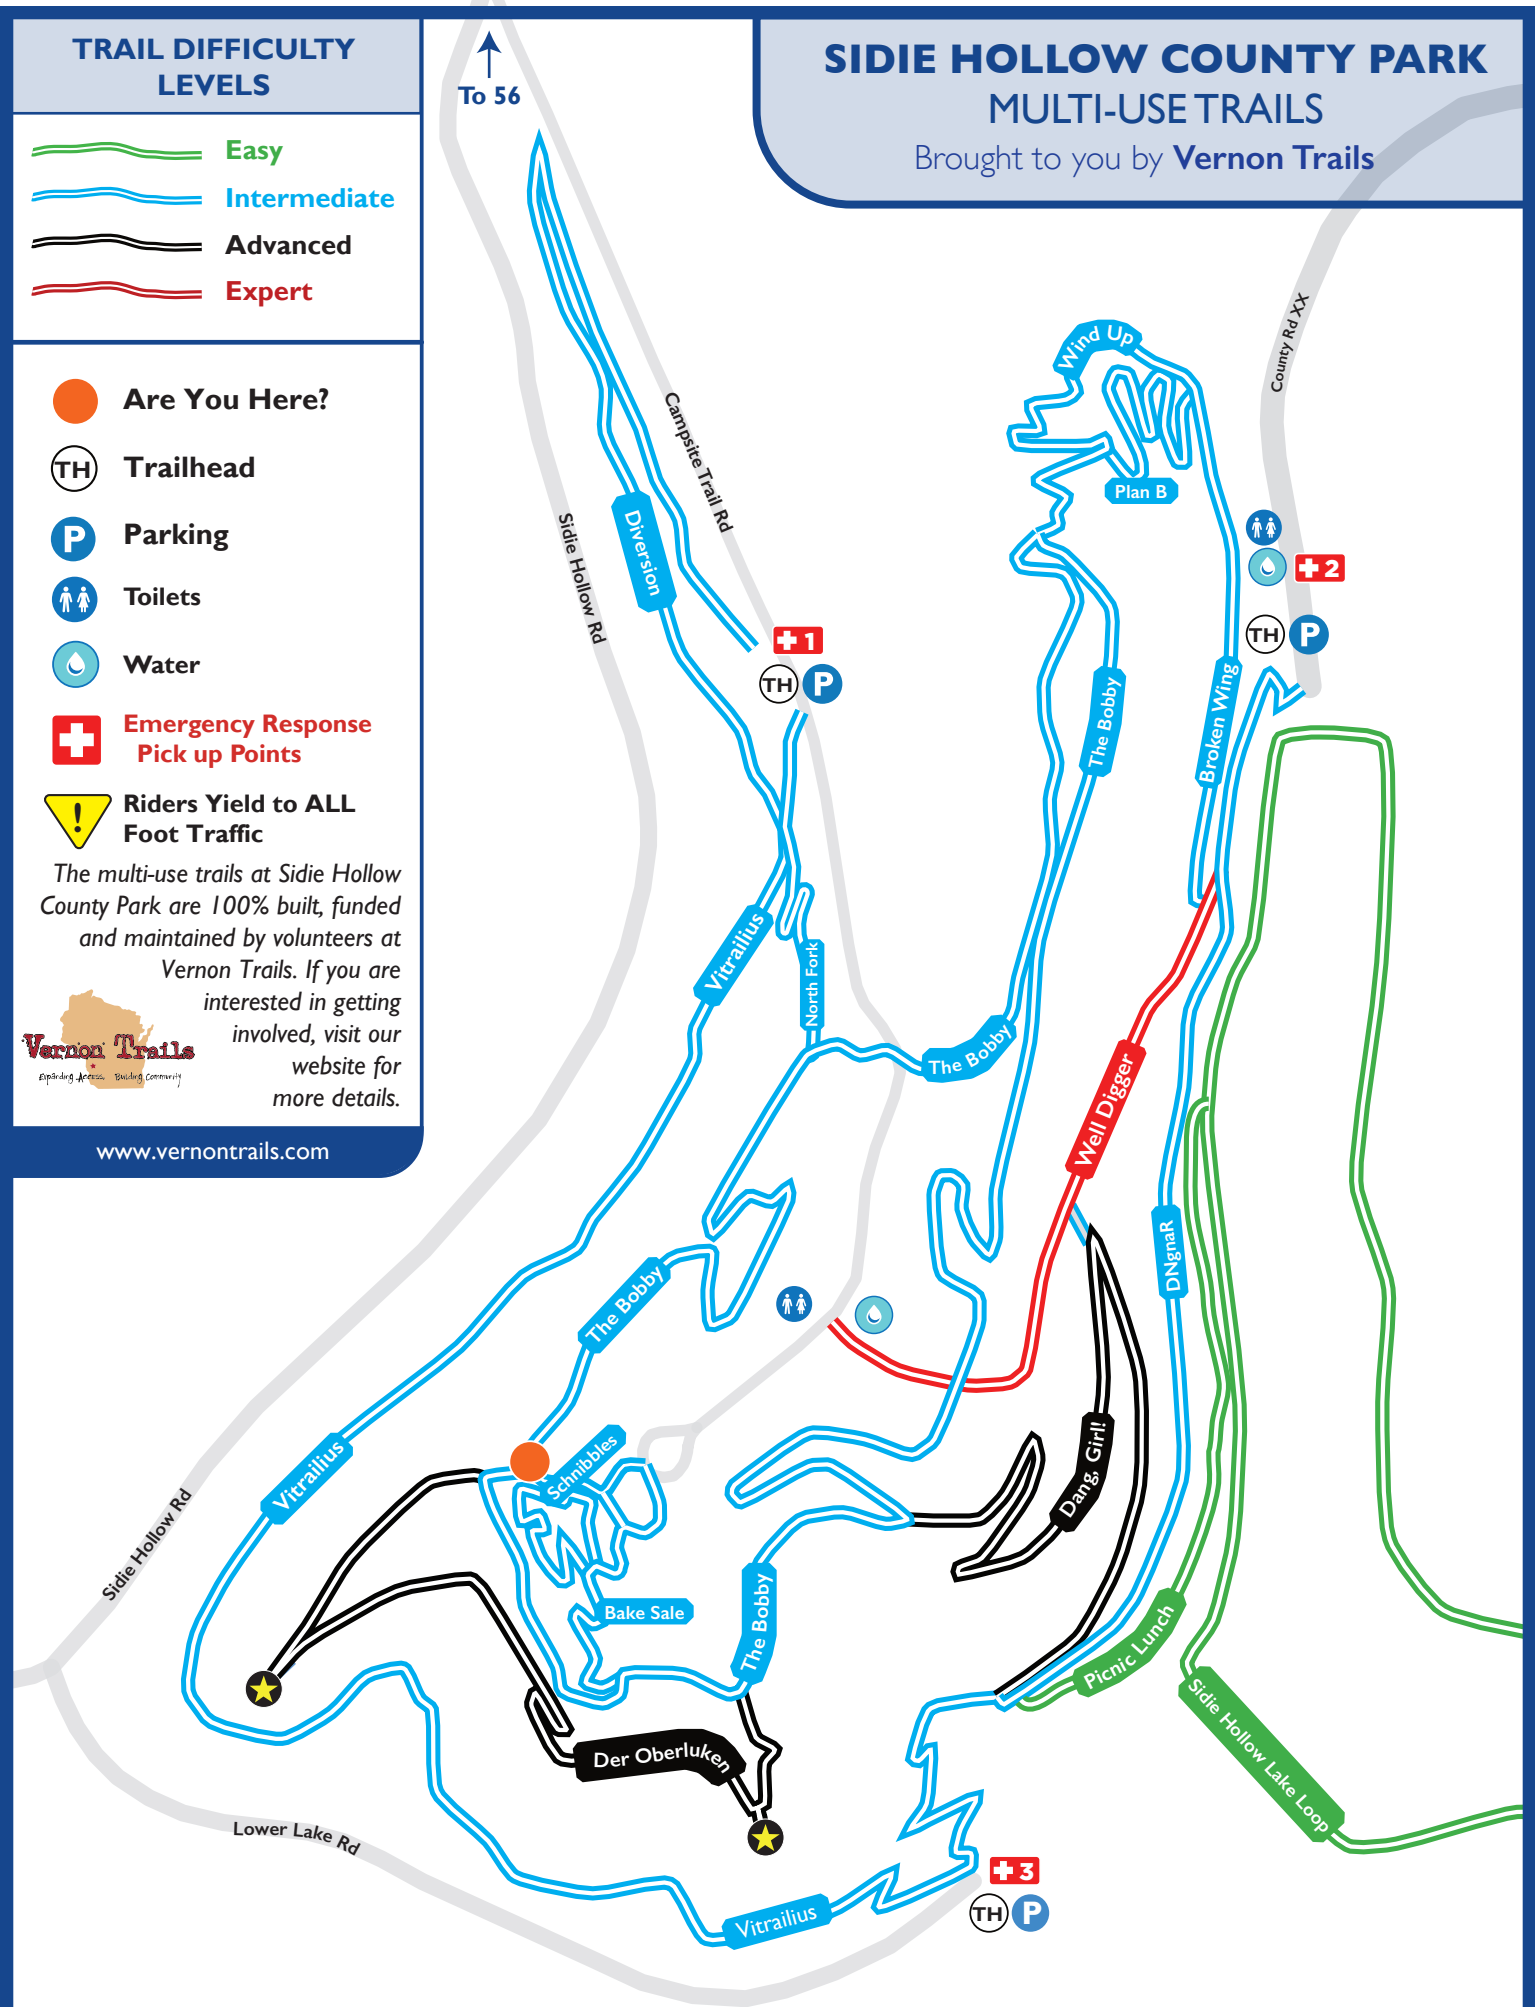 TRAIL DIFFICULTY
LEVELS
Easy
Intermediate
Advanced
Expert
Are You Here?
TH Trailhead
P Parking
Toilets
Water
Emergency Response
Pick up Points
! Riders Yield to ALL
Foot Traffic
The multi-use trails at Sidie Hollow
County Park are 100% built, funded
and maintained by volunteers at
Vernon Trails. If you are
interested in getting
involved, visit our
website for
more details.
Vernon Trails
Expanding Access, Building Community
www.vernontrails.com
To 56
SIDIE HOLLOW COUNTY PARK
MULTI-USE TRAILS
Brought to you by Vernon Trails
County Rd XX
Wind Up
Plan B
Campsite Trail Rd
Diversion
Sidie Hollow Rd
2
TH P
1
TH P
The Bobby
Broken Wing
Vitrailius
North Fork
The Bobby
Well Digger
DNgnaR
The Bobby
Schnibbles
Dang, Girl!
Vitrailius
Sidie Hollow Rd
Bake Sale
The Bobby
Picnic Lunch
Sidie Hollow Lake Loop
Der Oberluken
Lower Lake Rd
3
TH P
Vitrailius